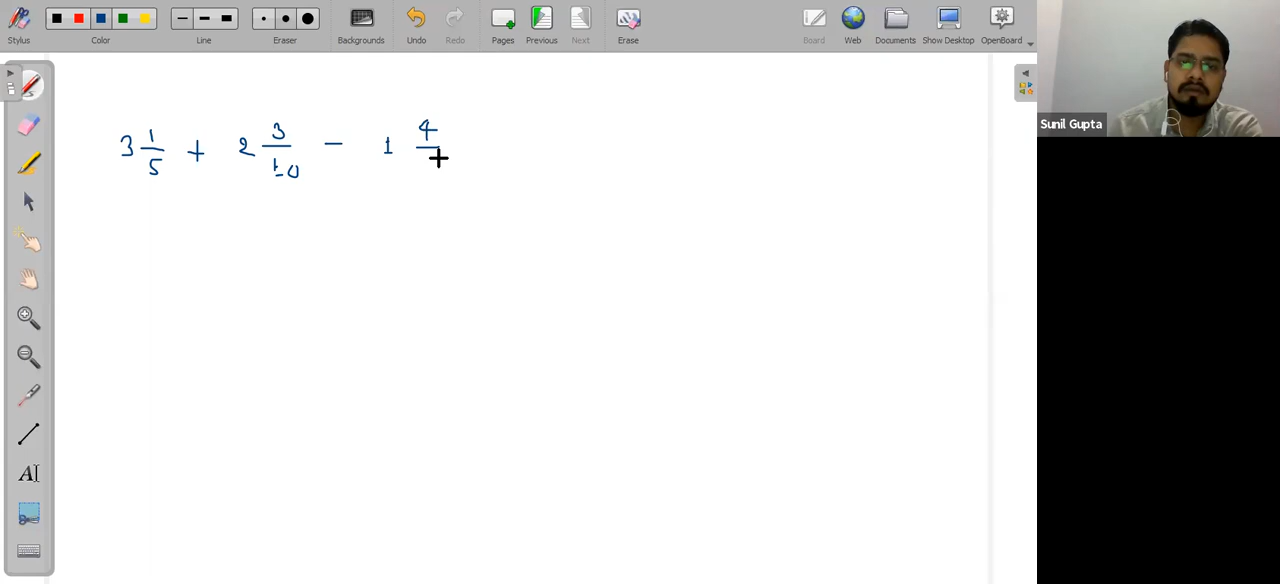 Stylus Color Line Eraser Backgrounds Undo Redo Pages Previous Next Erase Board Web Documents Show Desktop OpenBoard
Sunil Gupta
3 1/5 + 2 3/10 - 1 4/
AI